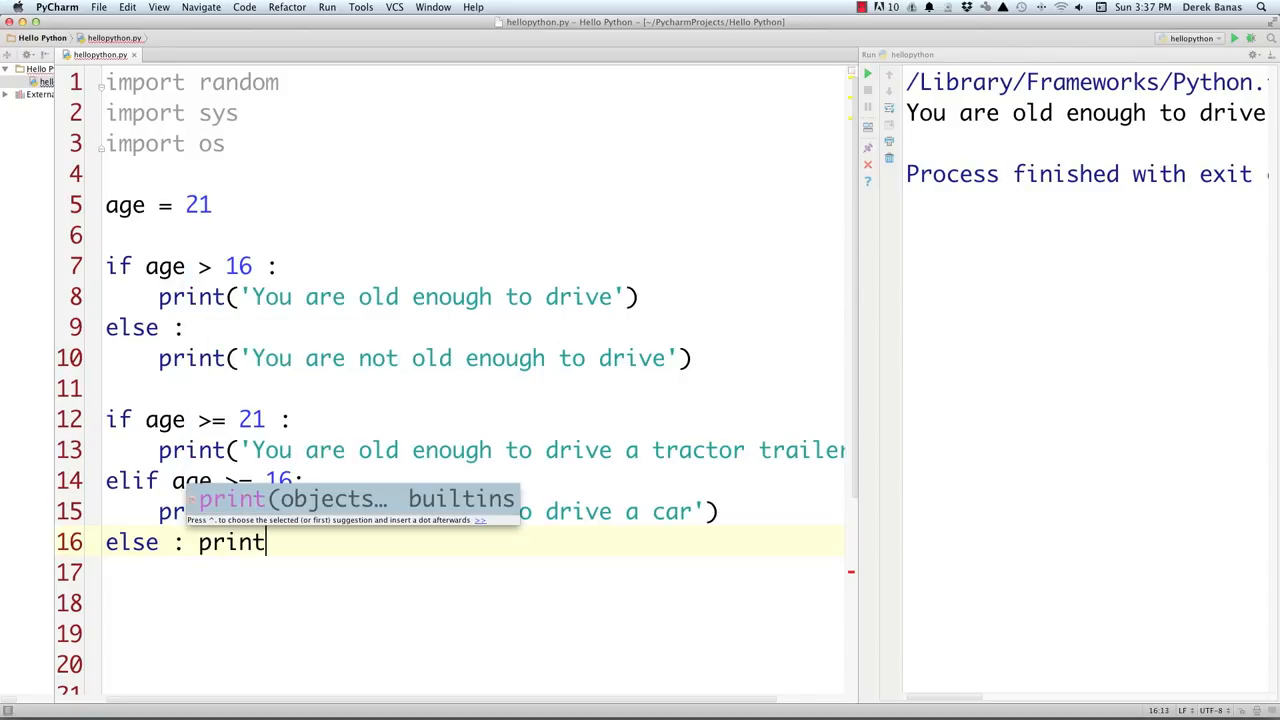 PyCharm File Edit View Navigate Code Refactor Run Tools VCS Window Help 10 Sun 3:37 PM Derek Banas
hellopython.py – Hello Python – [~/PycharmProjects/Hello Python]
Hello Python hellopython.py hellopython
hellopython.py Run hellopython
Hello P
hell
Externa
1 import random
2 import sys
3 import os
4
5 age = 21
6
7 if age > 16 :
8 print('You are old enough to drive')
9 else :
10 print('You are not old enough to drive')
11
12 if age >= 21 :
13 print('You are old enough to drive a tractor trailer
14 elif age >= 16:
print(objects… builtins
Press ^. to choose the selected (or first) suggestion and insert a dot afterwards >>
15 pr o drive a car')
16 else : print
17
18
19
20
21
/Library/Frameworks/Python.
You are old enough to drive
Process finished with exit
16:13 LF UTF-8